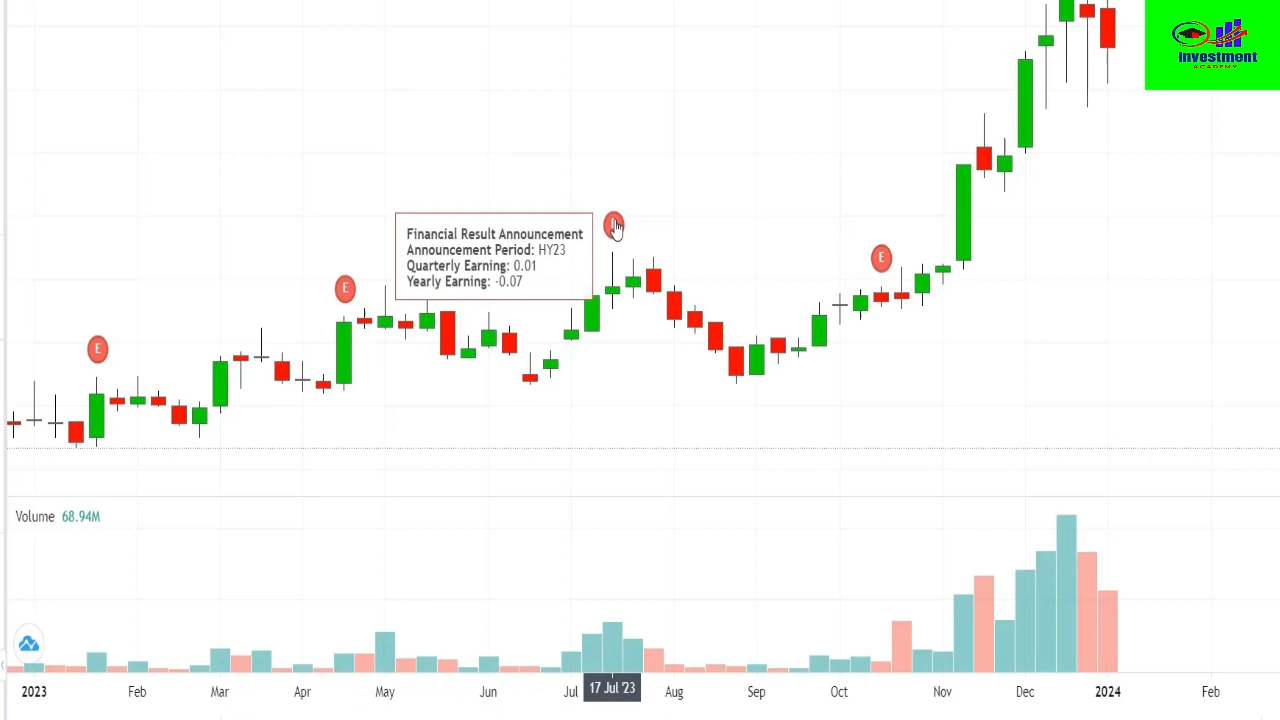 Investment
ACADEMY
E
Financial Result Announcement
Announcement Period: HY23
Quarterly Earning: 0.01
Yearly Earning: -0.07
E
E
Volume 68.94M
2023 Feb Mar Apr May Jun Jul 17 Jul '23 Aug Sep Oct Nov Dec 2024 Feb